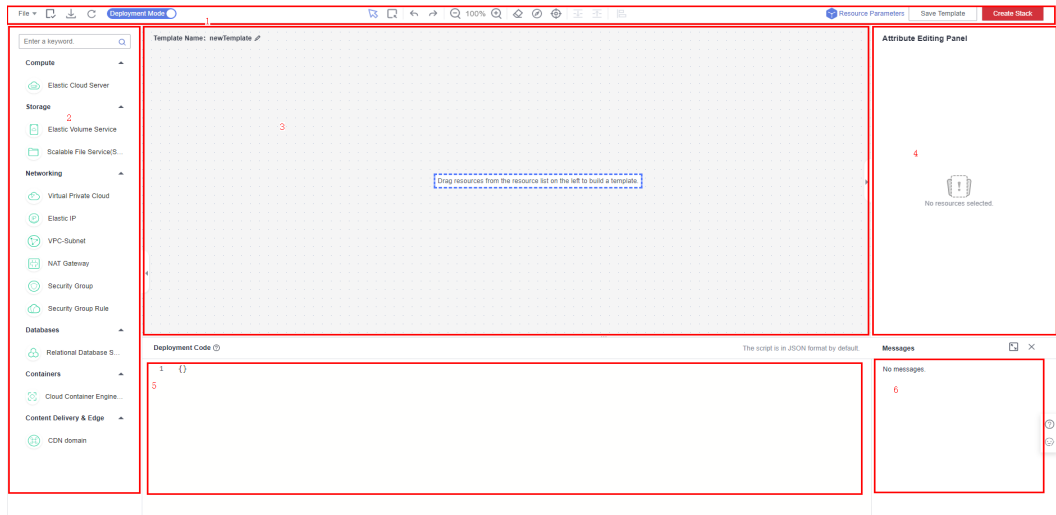 File
Deployment Mode
1
100%
Resource Parameters
Save Template
Create Stack
Enter a keyword.
Compute
Elastic Cloud Server
Storage
2
Elastic Volume Service
Scalable File Service(S...
Networking
Virtual Private Cloud
Elastic IP
VPC-Subnet
NAT Gateway
Security Group
Security Group Rule
Databases
Relational Database S...
Containers
Cloud Container Engine...
Content Delivery & Edge
CDN domain
Template Name: newTemplate
3
Drag resources from the resource list on the left to build a template.
Attribute Editing Panel
4
No resources selected.
Deployment Code
The script is in JSON format by default.
1 {}
5
Messages
No messages.
6